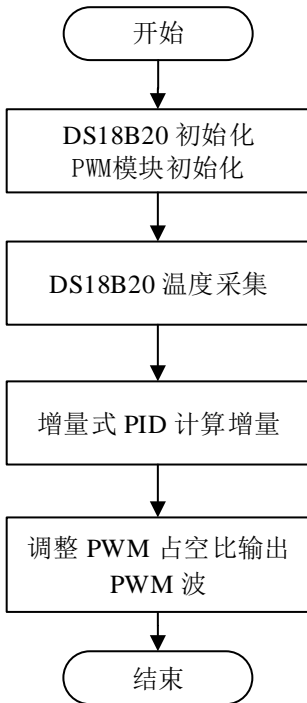 开始
DS18B20 初始化
PWM模块初始化
DS18B20 温度采集
增量式 PID 计算增量
调整 PWM 占空比输出
PWM 波
结束